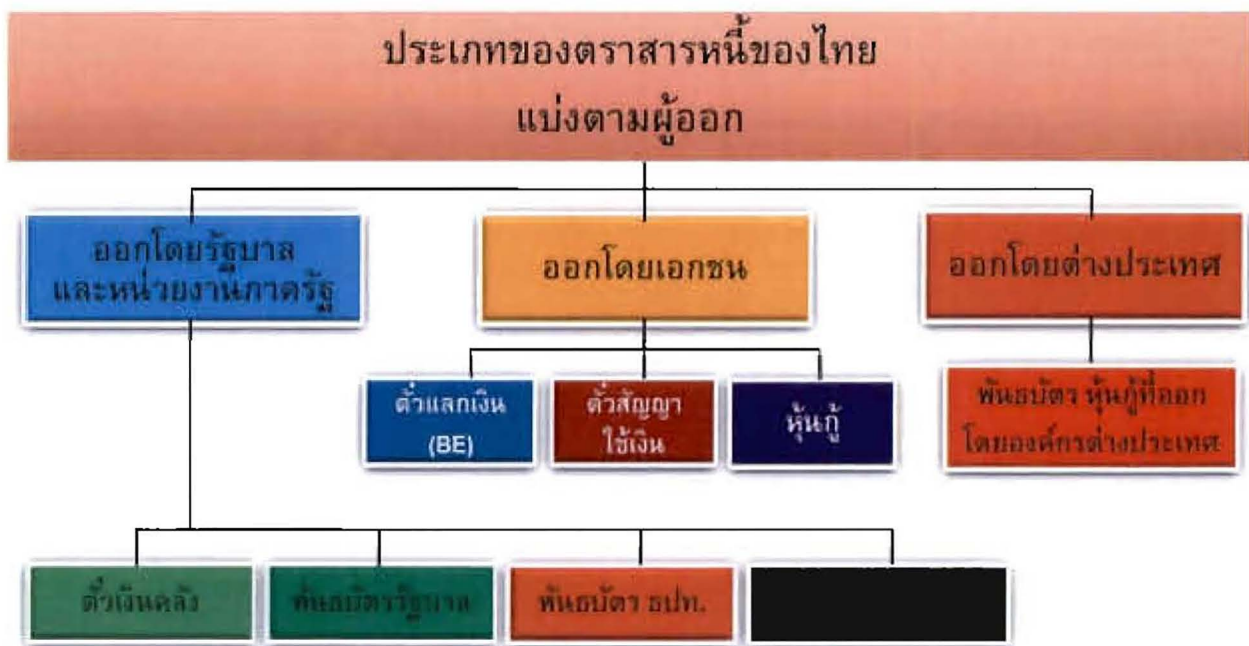 ประเภทของตราสารหนี้ของไทย
แบ่งตามผู้ออก
ออกโดยรัฐบาล
และหน่วยงานภาครัฐ
ออกโดยเอกชน
ออกโดยต่างประเทศ
ตั๋วแลกเงิน
(BE)
ตั๋วสัญญา
ใช้เงิน
หุ้นกู้
พันธบัตร หุ้นกู้ที่ออก
โดยองค์กรต่างประเทศ
ตั๋วเงินคลัง
พันธบัตรรัฐบาล
พันธบัตร ธปท.